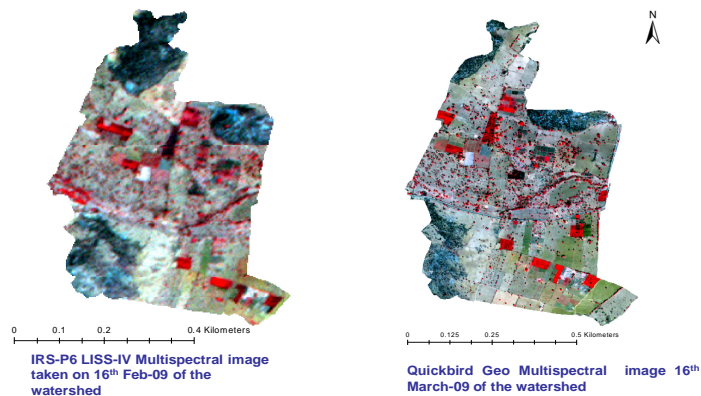 N
0 0.1 0.2 0.4 Kilometers
IRS-P6 LISS-IV Multispectral image
taken on 16th Feb-09 of the
watershed
0 0.125 0.25 0.5 Kilometers
Quickbird Geo Multispectral image 16th
March-09 of the watershed